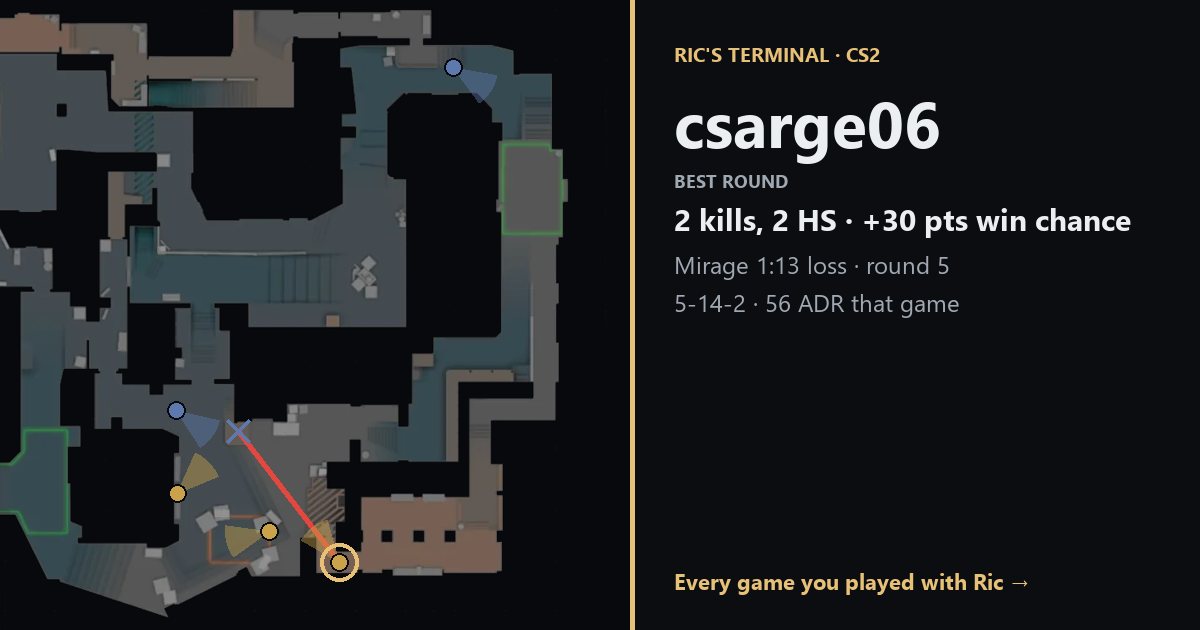 RIC'S TERMINAL · CS2
csarge06
BEST ROUND
2 kills, 2 HS · +30 pts win chance
Mirage 1:13 loss · round 5
5-14-2 · 56 ADR that game
Every game you played with Ric →